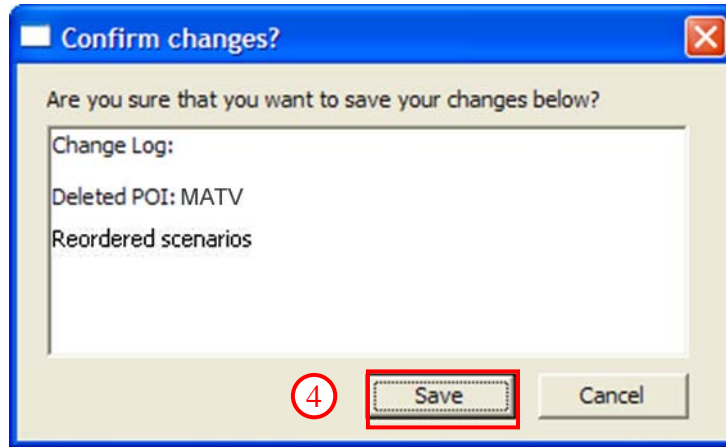 Confirm changes?
Are you sure that you want to save your changes below?
Change Log:
Deleted POI: MATV
Reordered scenarios
4 Save Cancel